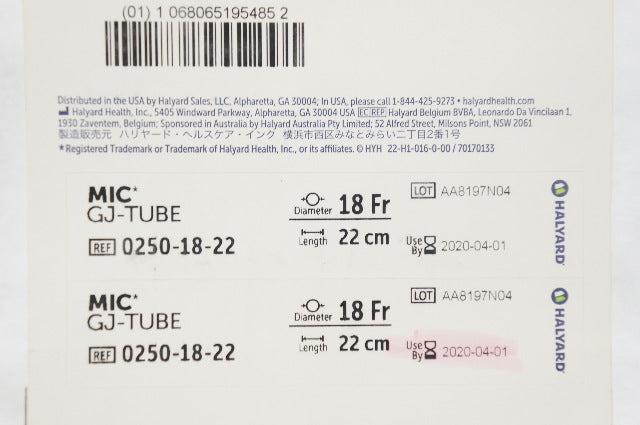 (01) 1 068065195485 2
Distributed in the USA by Halyard Sales, LLC, Alpharetta, GA 30004; In USA, please call 1-844-425-9273 • halyardhealth.com
Halyard Health, Inc., 5405 Windward Parkway, Alpharetta, GA 30004 USA EC REP Halyard Belgium BVBA, Leonardo Da Vincilaan 1,
1930 Zaventem, Belgium; Sponsored in Australia by Halyard Australia Pty Limited; 52 Alfred Street, Milsons Point, NSW 2061
製造販売元 ハリヤード・ヘルスケア・インク 横浜市西区みなとみらい二丁目2番1号
*Registered Trademark or Trademark of Halyard Health, Inc., or its affiliates. © HYH 22-H1-016-0-00 / 70170133
MIC*
GJ-TUBE
REF 0250-18-22
Diameter 18 Fr
Length 22 cm
LOT AA8197N04
Use By 2020-04-01
HALYARD
MIC*
GJ-TUBE
REF 0250-18-22
Diameter 18 Fr
Length 22 cm
LOT AA8197N04
Use By 2020-04-01
HALYARD